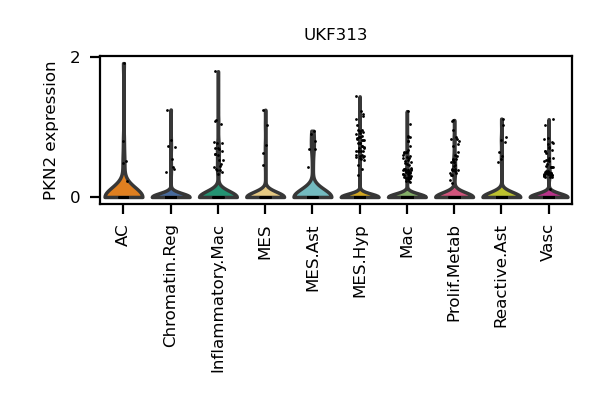 UKF313
PKN2 expression
2
0
AC
Chromatin.Reg
Inflammatory.Mac
MES
MES.Ast
MES.Hyp
Mac
Prolif.Metab
Reactive.Ast
Vasc